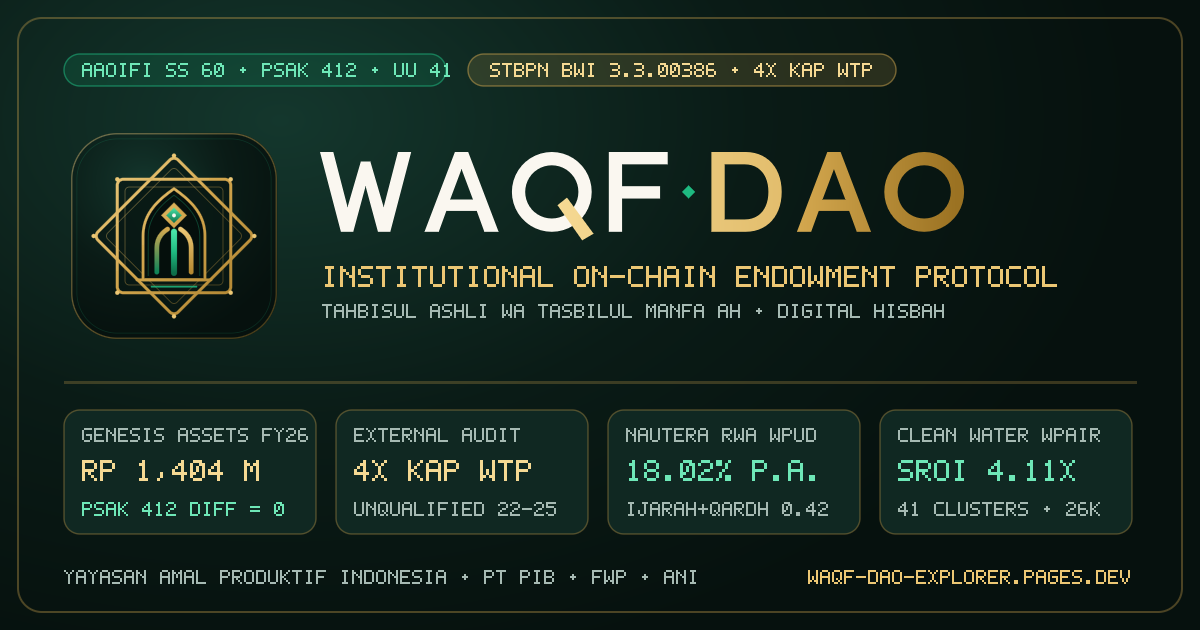 AAOIFI SS 60 + PSAK 412 + UU 41
STBPN BWI 3.3.00386 + 4X KAP WTP
WAQF·DAO
INSTITUTIONAL ON-CHAIN ENDOWMENT PROTOCOL
TAHBISUL ASHLI WA TASBILUL MANFA AH + DIGITAL HISBAH
GENESIS ASSETS FY26
RP 1,404 M
PSAK 412 DIFF = 0
EXTERNAL AUDIT
4X KAP WTP
UNQUALIFIED 22-25
NAUTERA RWA WPUD
18.02% P.A.
IJARAH+QARDH 0.42
CLEAN WATER WPAIR
SROI 4.11X
41 CLUSTERS + 26K
YAYASAN AMAL PRODUKTIF INDONESIA + PT PIB + FWP + ANI
WAQF-DAO-EXPLORER.PAGES.DEV